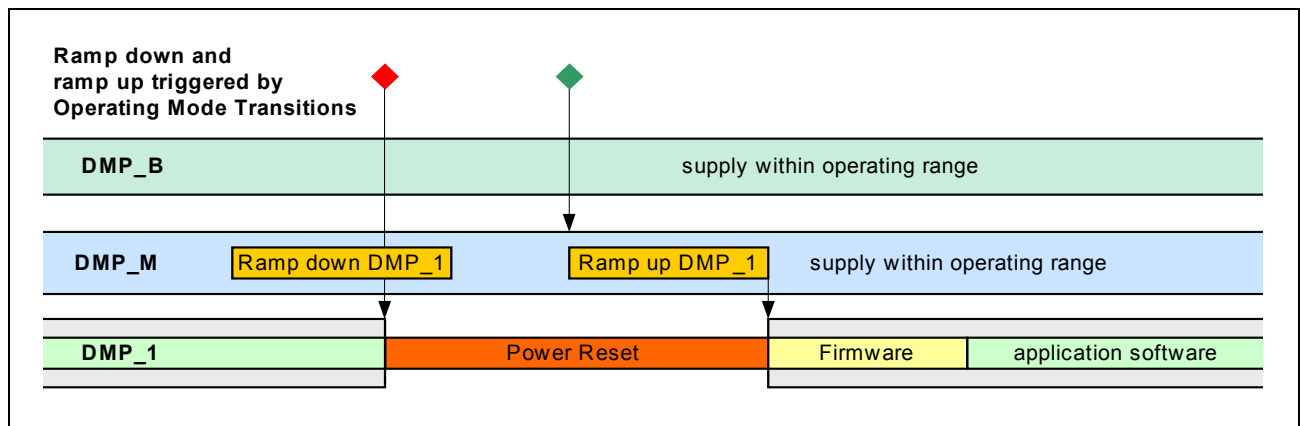 Ramp down and
ramp up triggered by
Operating Mode Transitions
DMP_B supply within operating range
DMP_M Ramp down DMP_1 Ramp up DMP_1 supply within operating range
DMP_1 Power Reset Firmware application software